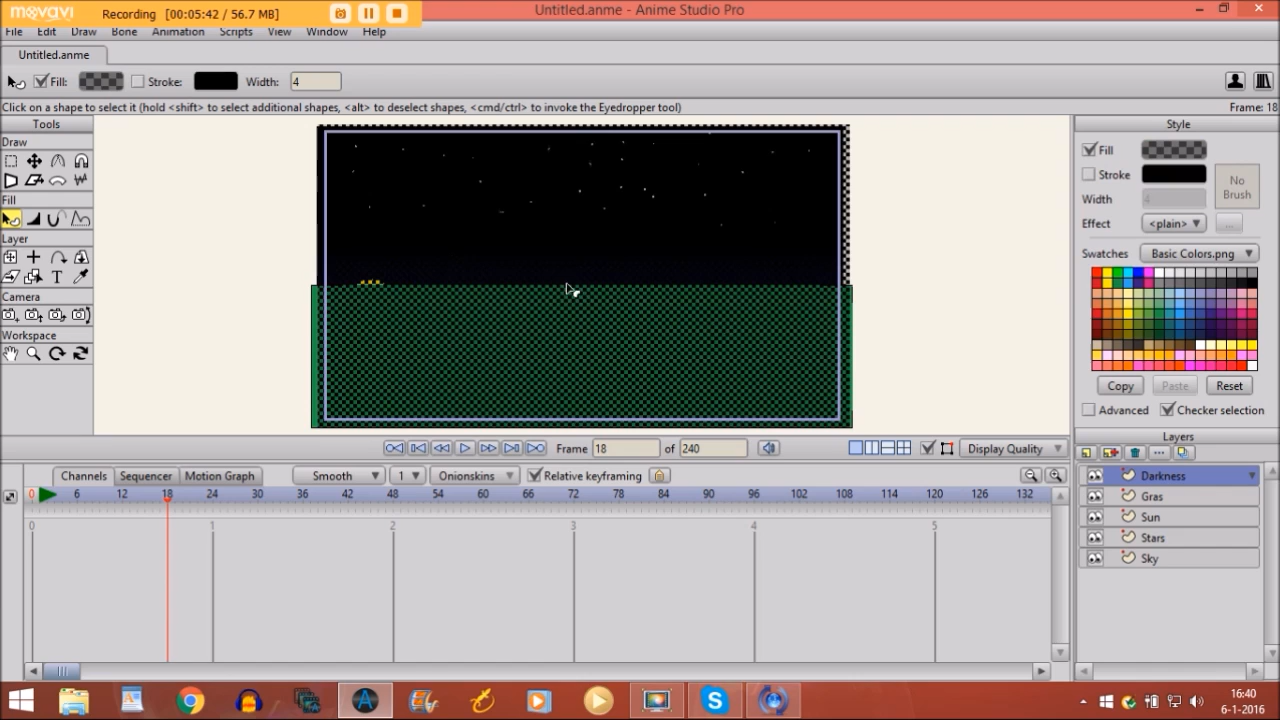 movavi Recording [00:05:42 / 56.7 MB] Untitled.anme - Anime Studio Pro
File Edit Draw Bone Animation Scripts View Window Help
Untitled.anme
Fill: Stroke: Width: 4
Click on a shape to select it (hold <shift> to select additional shapes, <alt> to deselect shapes, <cmd/ctrl> to invoke the Eyedropper tool) Frame: 18
Tools
Draw
Fill
Layer
T
Camera
Workspace
Style
Fill
Stroke
No Brush
Width 4
Effect <plain> ...
Swatches Basic Colors.png
Copy Paste Reset
Advanced Checker selection
Frame 18 of 240 Display Quality
Channels Sequencer Motion Graph Smooth 1 Onionskins Relative keyframing
0 6 12 18 24 30 36 42 48 54 60 66 72 78 84 90 96 102 108 114 120 126 132
0 1 2 3 4 5
Layers
Darkness
Gras
Sun
Stars
Sky
16:40
6-1-2016